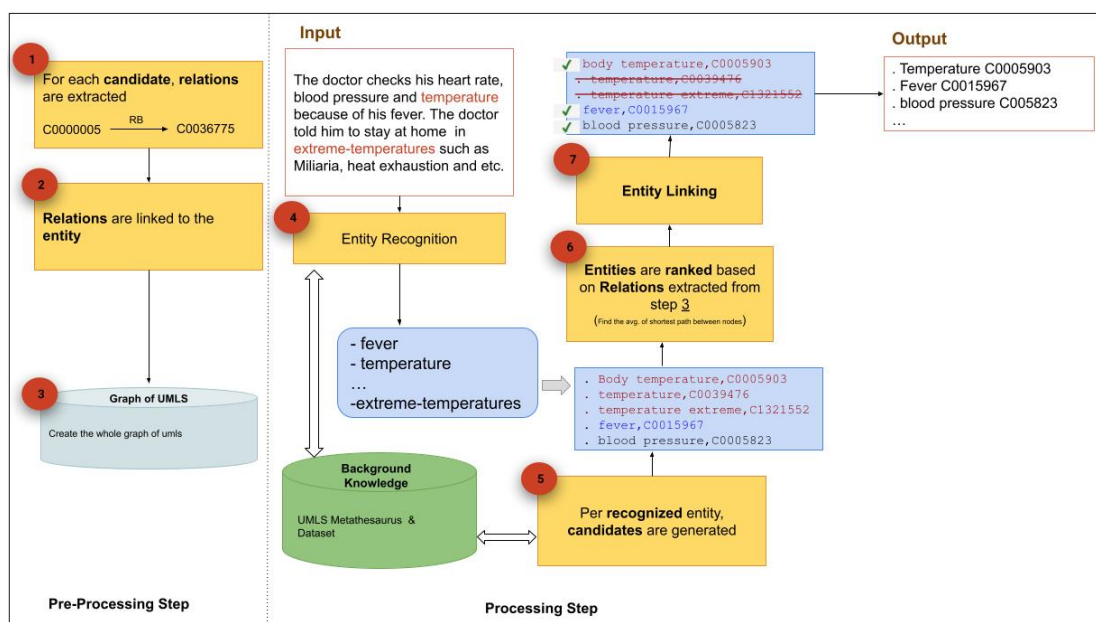 1
For each candidate, relations
are extracted
RB
C0000005 C0036775
2
Relations are linked to the
entity
3
Graph of UMLS
Create the whole graph of umls
Pre-Processing Step
Input
The doctor checks his heart rate,
blood pressure and temperature
because of his fever. The doctor
told him to stay at home in
extreme-temperatures such as
Miliaria, heat exhaustion and etc.
4
Entity Recognition
- fever
- temperature
...
-extreme-temperatures
Background
Knowledge
UMLS Metathesaurus &
Dataset
5
Per recognized entity,
candidates are generated
. Body temperature,C0005903
. temperature,C0039476
. temperature extreme,C1321552
. fever,C0015967
. blood pressure,C0005823
6
Entities are ranked based
on Relations extracted from
step 3
(Find the avg. of shortest path between nodes)
7
Entity Linking
body temperature,C0005903
. temperature,C0039476
. temperature extreme,C1321552
fever,C0015967
blood pressure,C0005823
Output
. Temperature C0005903
. Fever C0015967
. blood pressure C005823
...
Processing Step